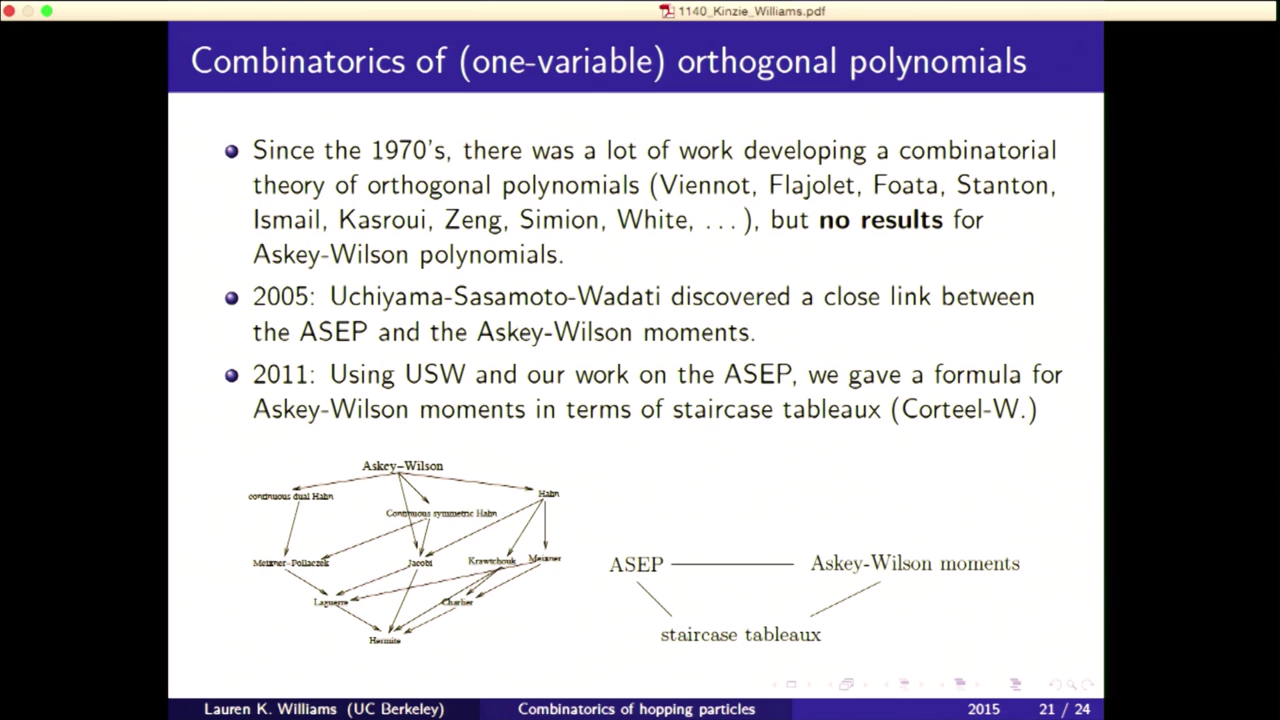 1140_Kinzie_Williams.pdf
Combinatorics of (one-variable) orthogonal polynomials
Since the 1970's, there was a lot of work developing a combinatorial
theory of orthogonal polynomials (Viennot, Flajolet, Foata, Stanton,
Ismail, Kasroui, Zeng, Simion, White, . . . ), but no results for
Askey-Wilson polynomials.
2005: Uchiyama-Sasamoto-Wadati discovered a close link between
the ASEP and the Askey-Wilson moments.
2011: Using USW and our work on the ASEP, we gave a formula for
Askey-Wilson moments in terms of staircase tableaux (Corteel-W.)
Askey-Wilson
continuous dual Hahn
Hahn
Continuous symmetric Hahn
Meixner-Pollaczek
Jacobi
Krawtchouk
Meixner
Laguerre
Charlier
Hermite
ASEP
Askey-Wilson moments
staircase tableaux
Lauren K. Williams (UC Berkeley)
Combinatorics of hopping particles
2015
21 / 24